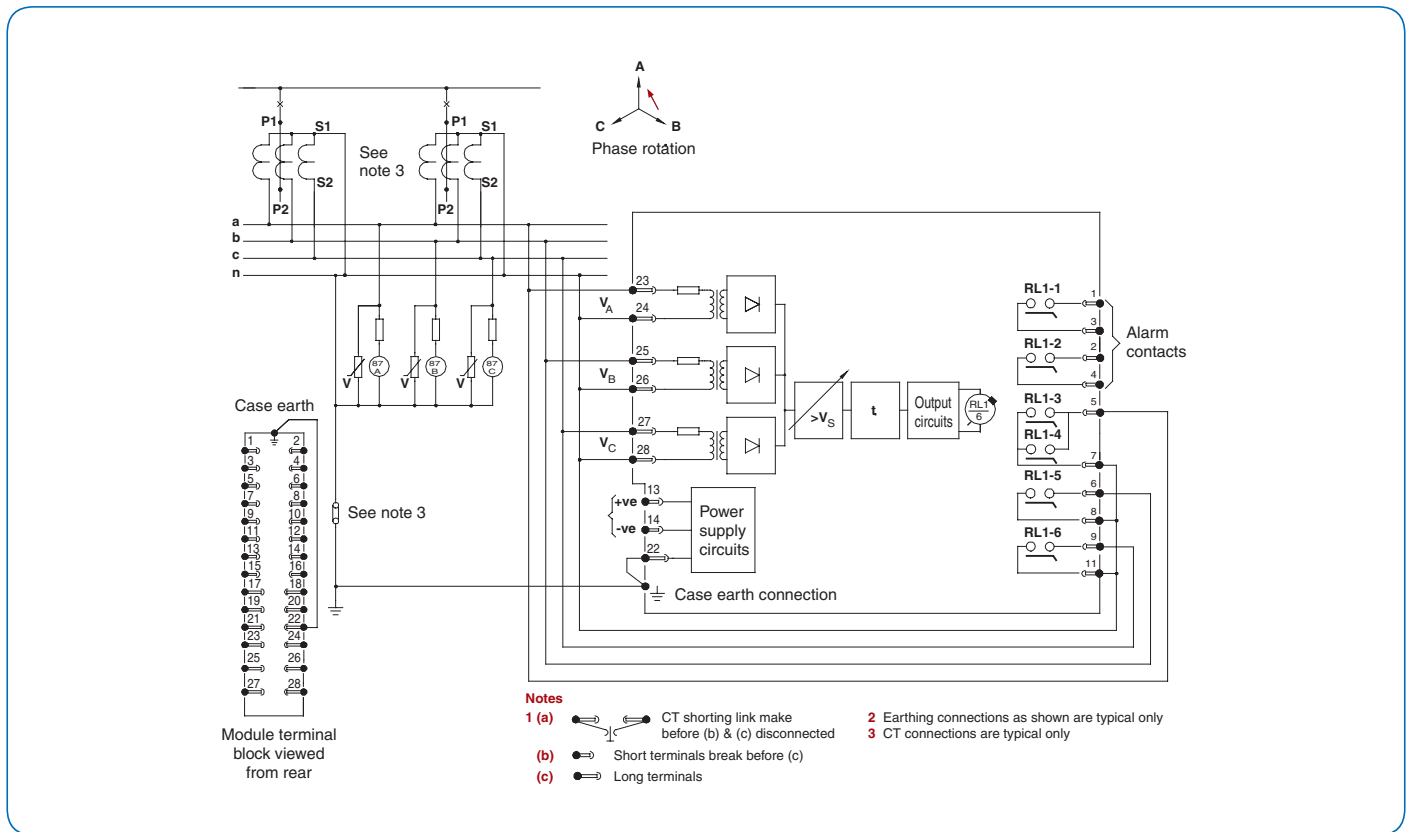 A
C
B
Phase rotation
P1
S1
P1
S1
See
note 3
S2
S2
P2
P2
a
b
c
n
V
87
A
V
87
B
V
87
C
23
VA
24
25
VB
26
27
VC
28
>VS
t
Output
circuits
RL1
6
RL1-1
1
3
RL1-2
2
4
Alarm
contacts
RL1-3
5
RL1-4
7
RL1-5
6
8
RL1-6
9
11
13
+ve
14
-ve
22
Power
supply
circuits
Case earth connection
Case earth
1 2
3 4
5 6
7 8
9 10
11 12
13 14
15 16
17 18
19 20
21 22
23 24
25 26
27 28
See note 3
Module terminal
block viewed
from rear
Notes
1 (a) CT shorting link make
before (b) & (c) disconnected
(b) Short terminals break before (c)
(c) Long terminals
2 Earthing connections as shown are typical only
3 CT connections are typical only